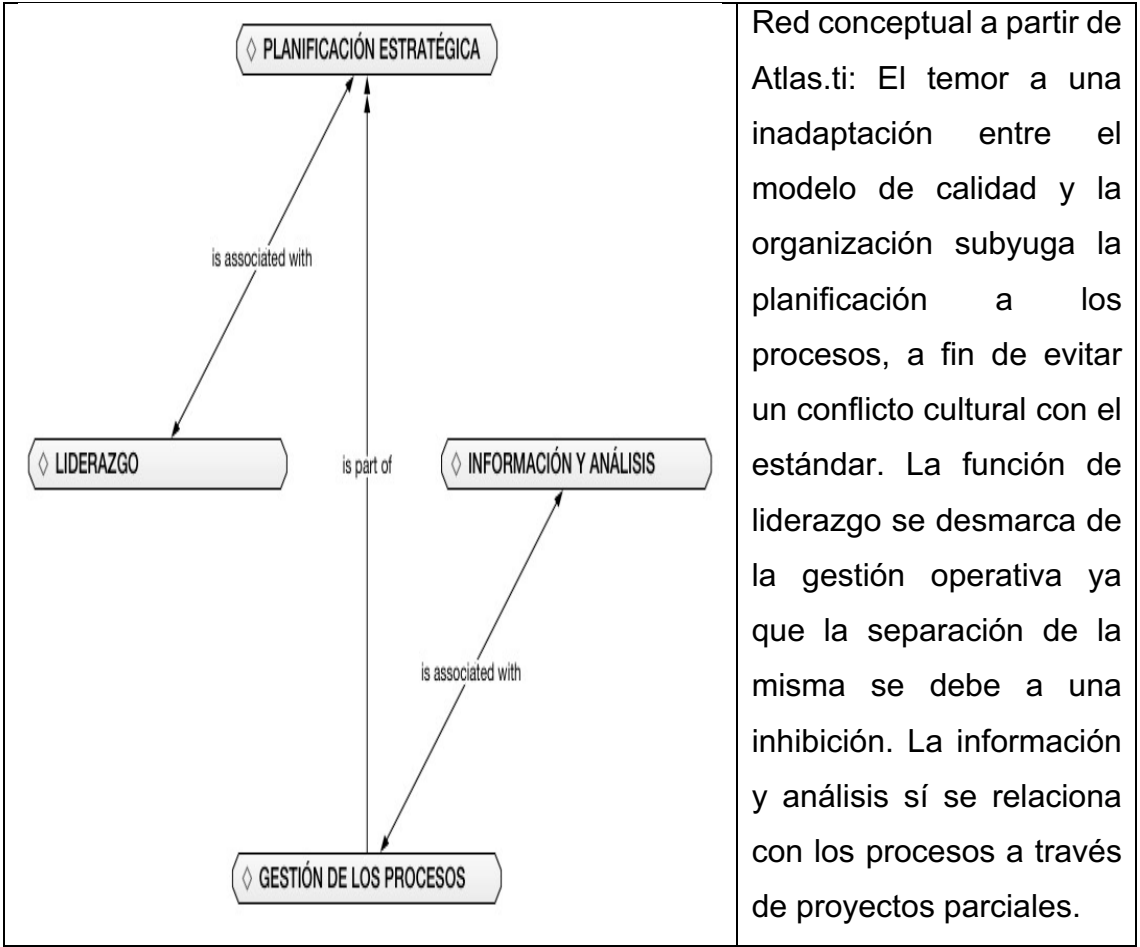 ◇ PLANIFICACIÓN ESTRATÉGICA
is associated with
◇ LIDERAZGO
is part of
◇ INFORMACIÓN Y ANÁLISIS
is associated with
◇ GESTIÓN DE LOS PROCESOS
Red conceptual a partir de
Atlas.ti: El temor a una
inadaptación entre el
modelo de calidad y la
organización subyuga la
planificación a los
procesos, a fin de evitar
un conflicto cultural con el
estándar. La función de
liderazgo se desmarca de
la gestión operativa ya
que la separación de la
misma se debe a una
inhibición. La información
y análisis sí se relaciona
con los procesos a través
de proyectos parciales.